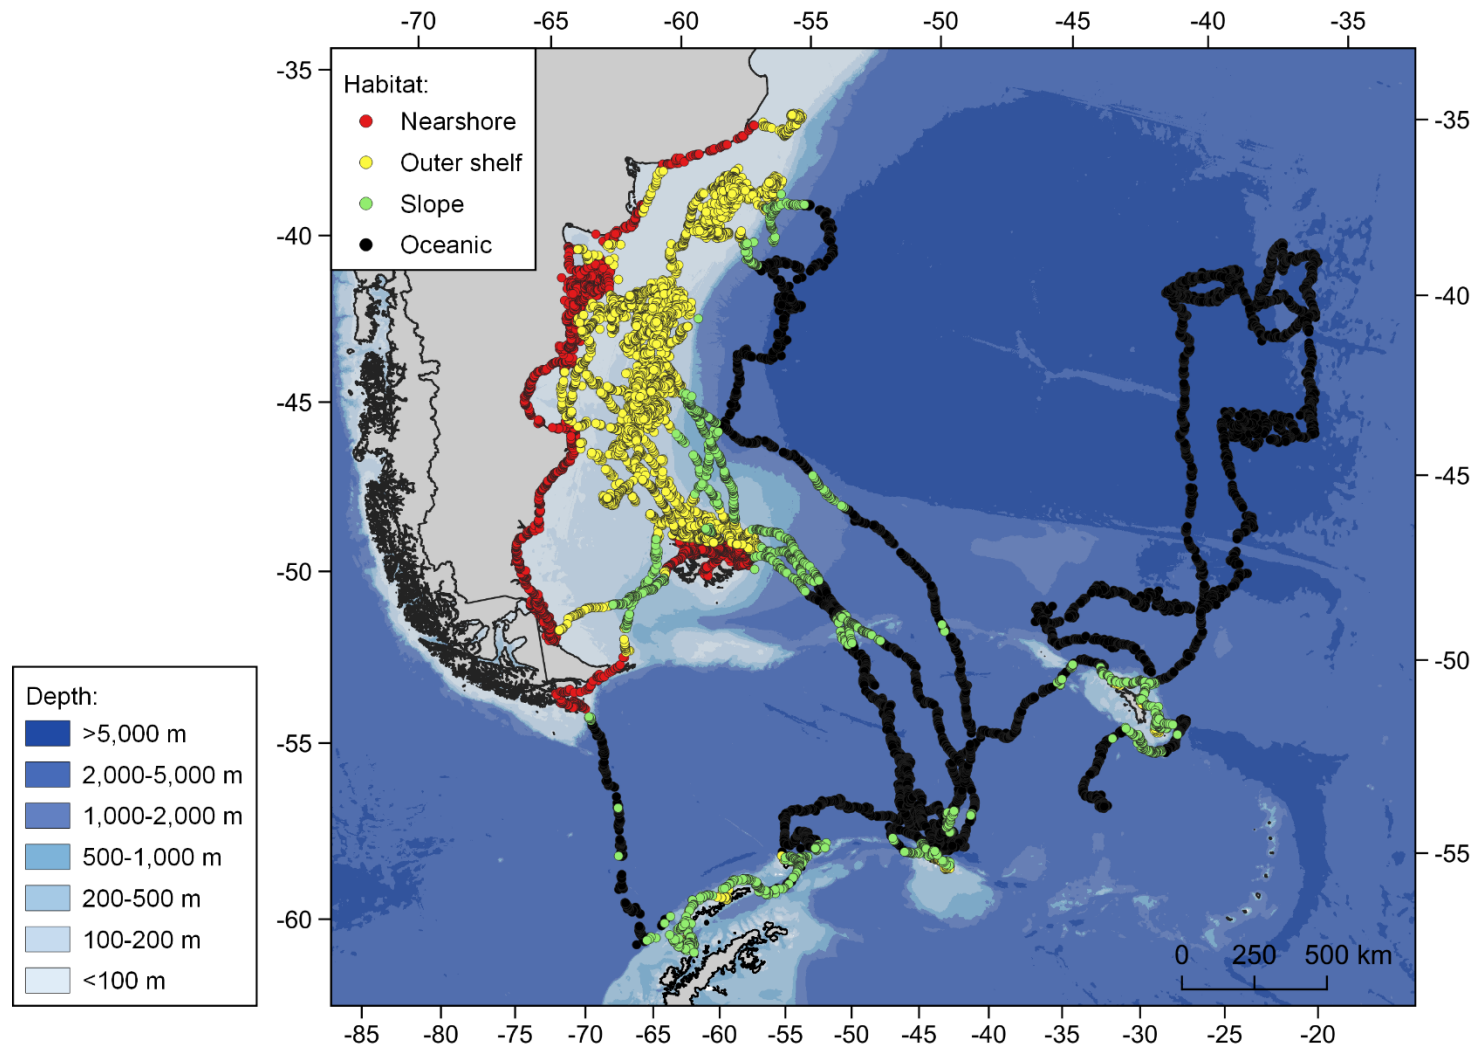 -70 -65 -60 -55 -50 -45 -40 -35
Habitat:
Nearshore
Outer shelf
Slope
Oceanic
-35
-40
-45
-50
-55
-60
-35
-40
-45
-50
-55
Depth:
>5,000 m
2,000-5,000 m
1,000-2,000 m
500-1,000 m
200-500 m
100-200 m
<100 m
0 250 500 km
-85 -80 -75 -70 -65 -60 -55 -50 -45 -40 -35 -30 -25 -20